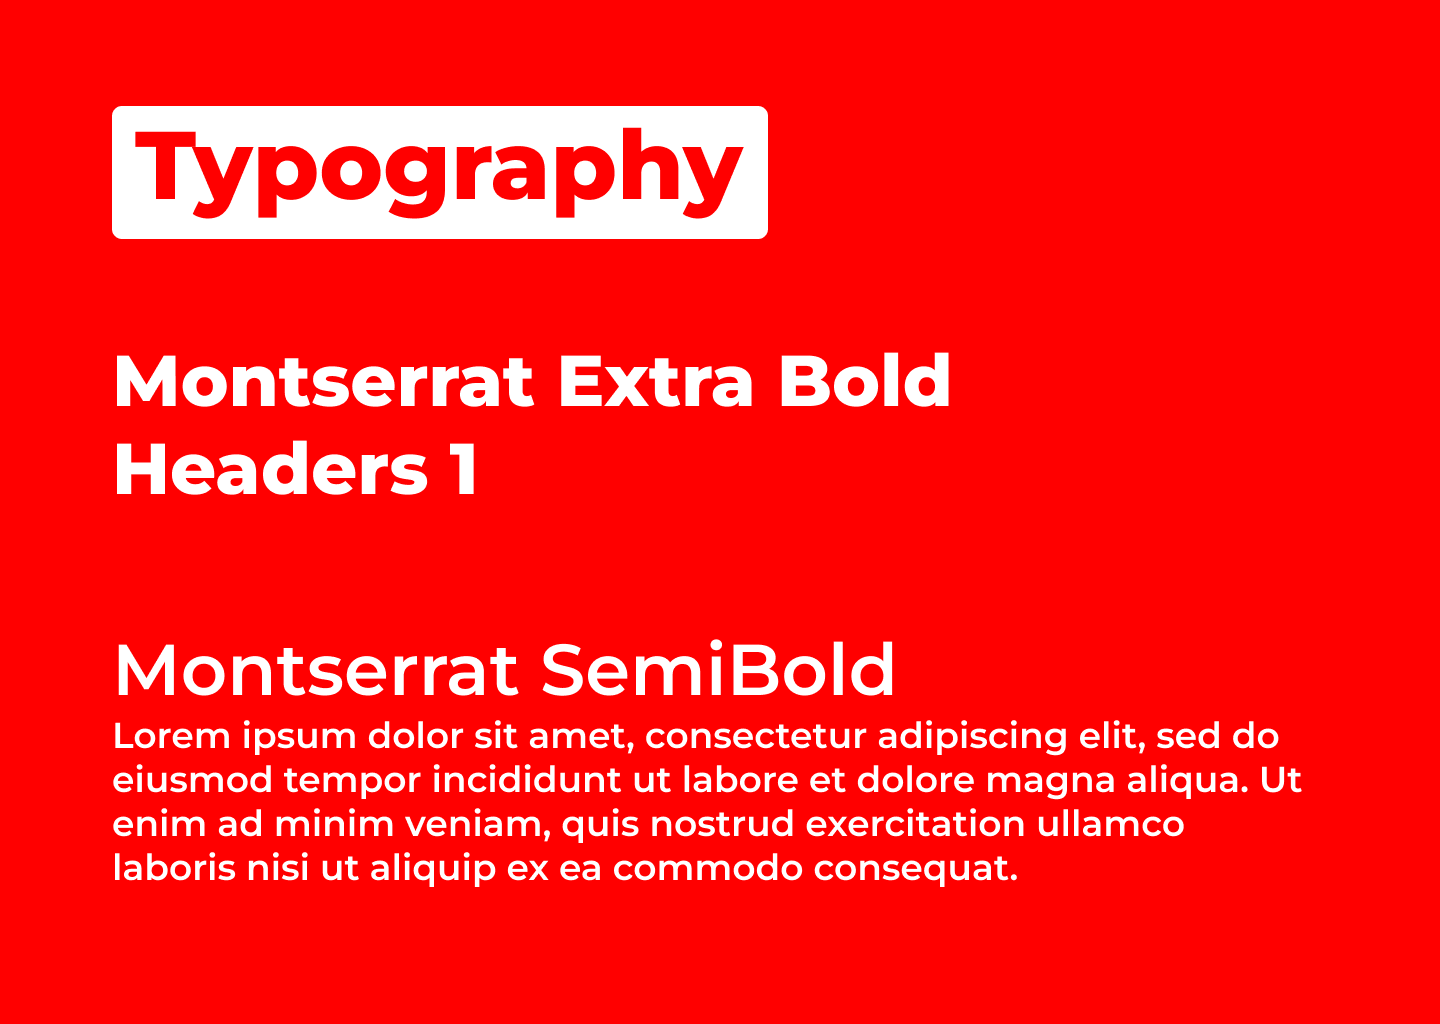 Typography
Montserrat Extra Bold
Headers 1
Montserrat SemiBold
Lorem ipsum dolor sit amet, consectetur adipiscing elit, sed do
eiusmod tempor incididunt ut labore et dolore magna aliqua. Ut
enim ad minim veniam, quis nostrud exercitation ullamco
laboris nisi ut aliquip ex ea commodo consequat.